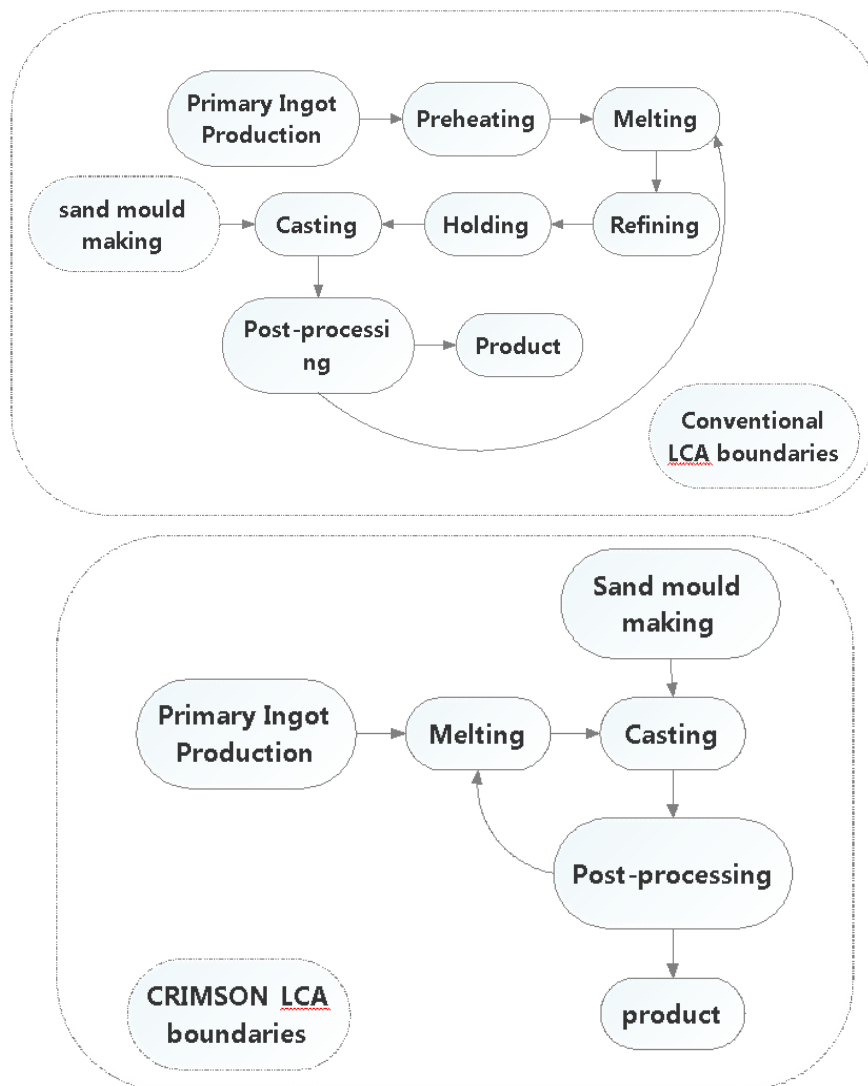 Primary Ingot
Production
Preheating
Melting
sand mould
making
Casting
Holding
Refining
Post-processi
ng
Product
Conventional
LCA boundaries
Sand mould
making
Primary Ingot
Production
Melting
Casting
Post-processing
CRIMSON LCA
boundaries
product